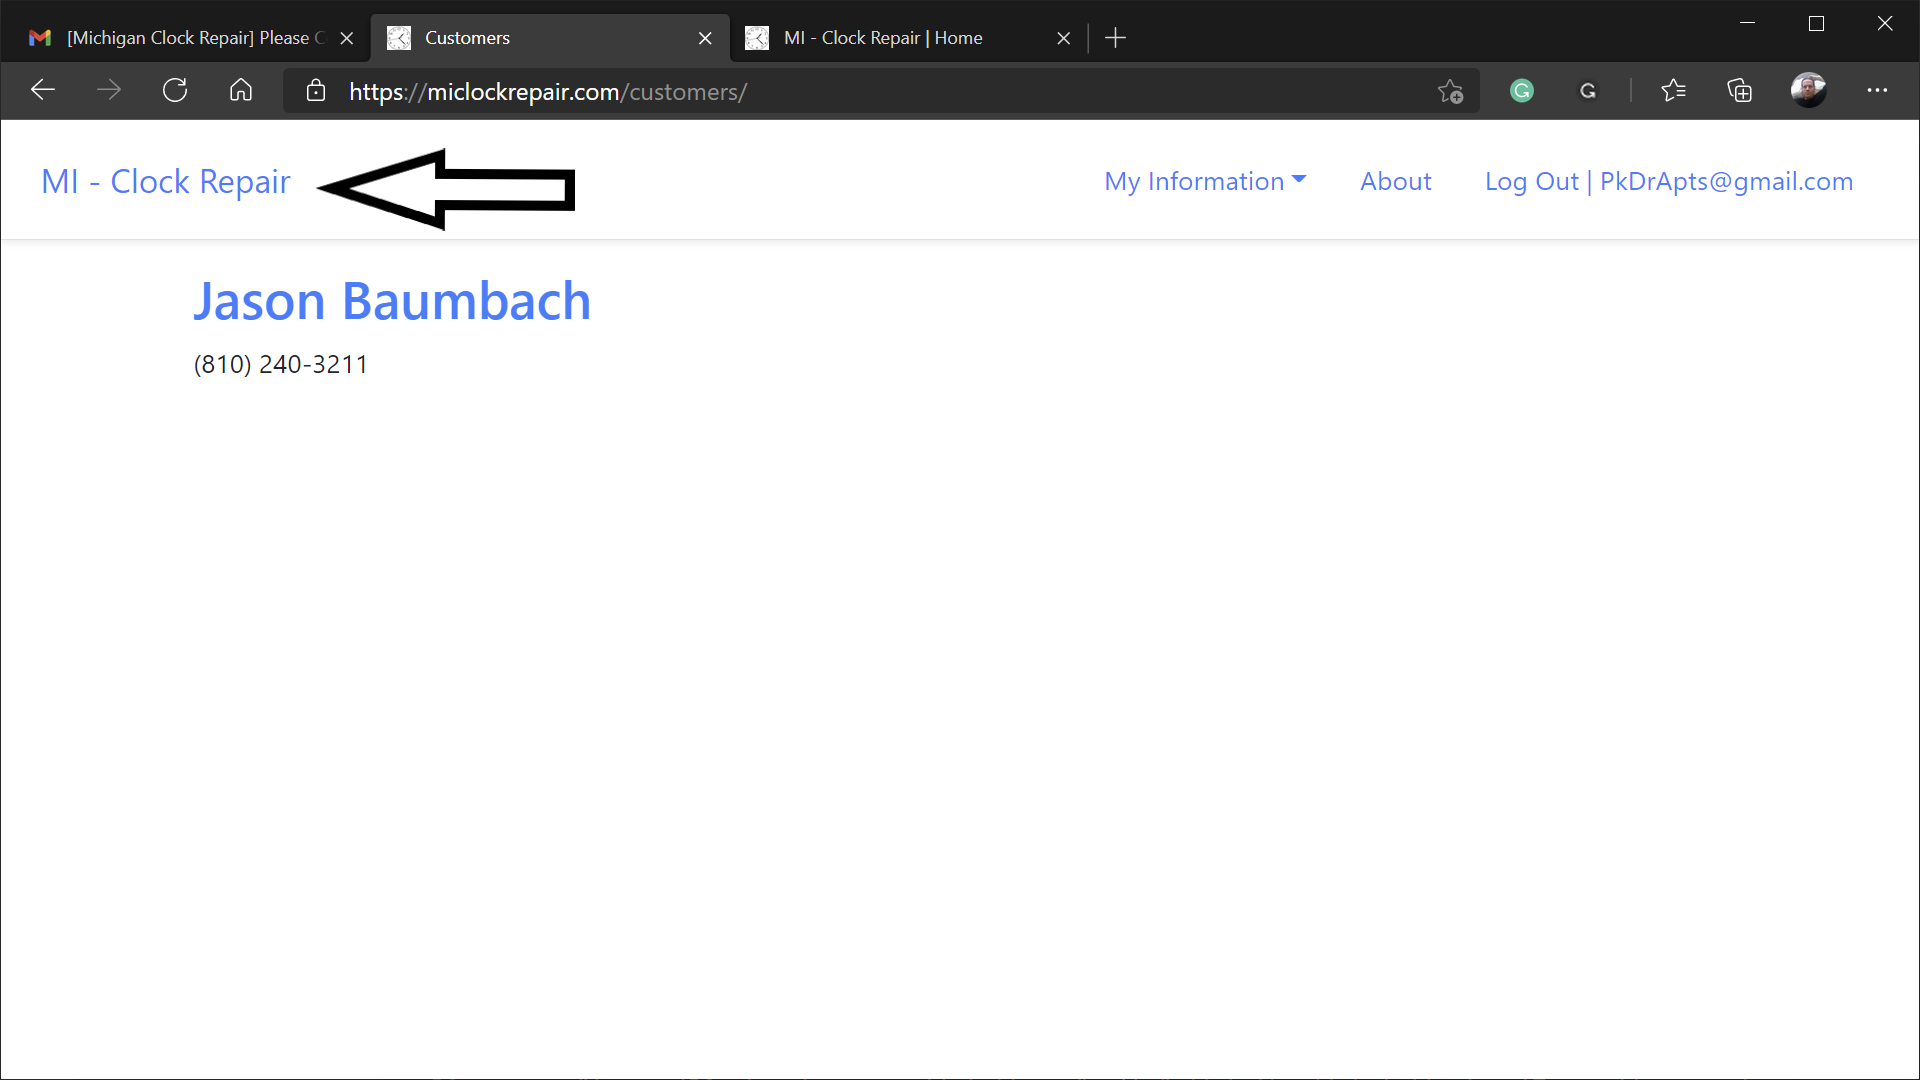 [Michigan Clock Repair] Please C
Customers
MI - Clock Repair | Home
https://miclockrepair.com/customers/
MI - Clock Repair
My Information
About
Log Out | PkDrApts@gmail.com
Jason Baumbach
(810) 240-3211